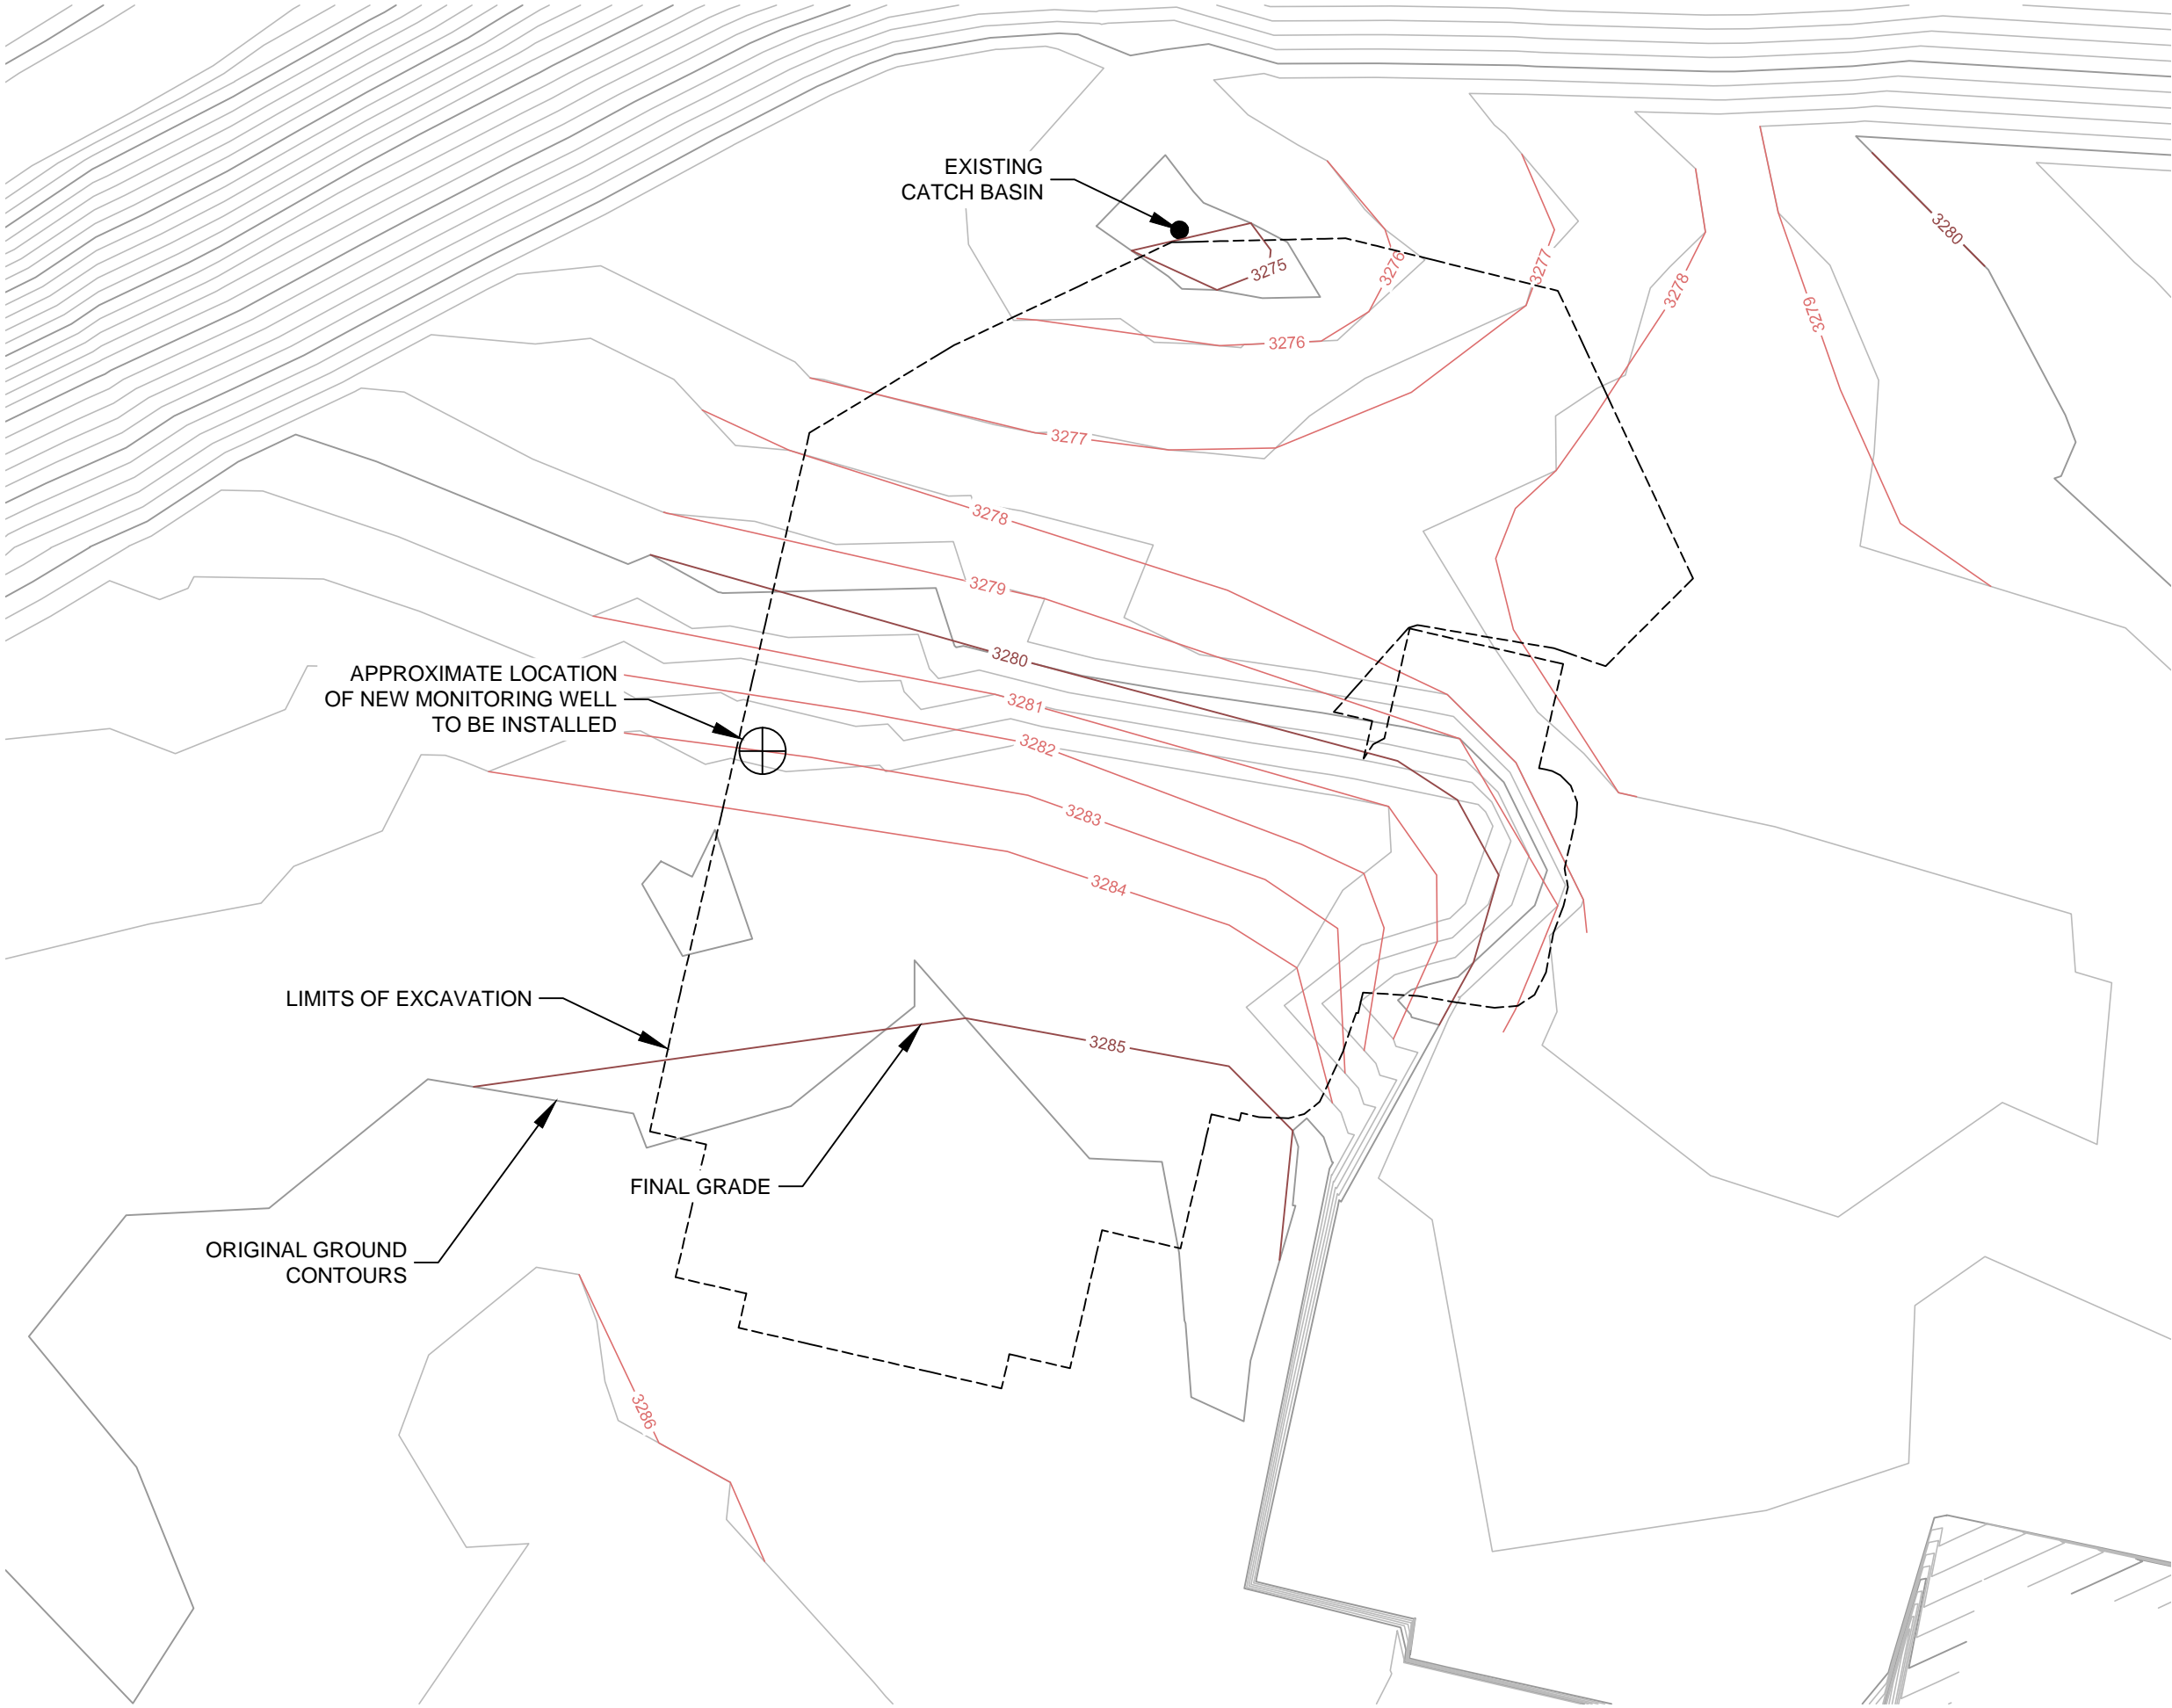 EXISTING
CATCH BASIN
3280
3276
3277
3275
3278
3279
3276
3277
3278
3279
3280
APPROXIMATE LOCATION
OF NEW MONITORING WELL
TO BE INSTALLED
3281
3282
3283
3284
LIMITS OF EXCAVATION
3285
FINAL GRADE
ORIGINAL GROUND
CONTOURS
3286